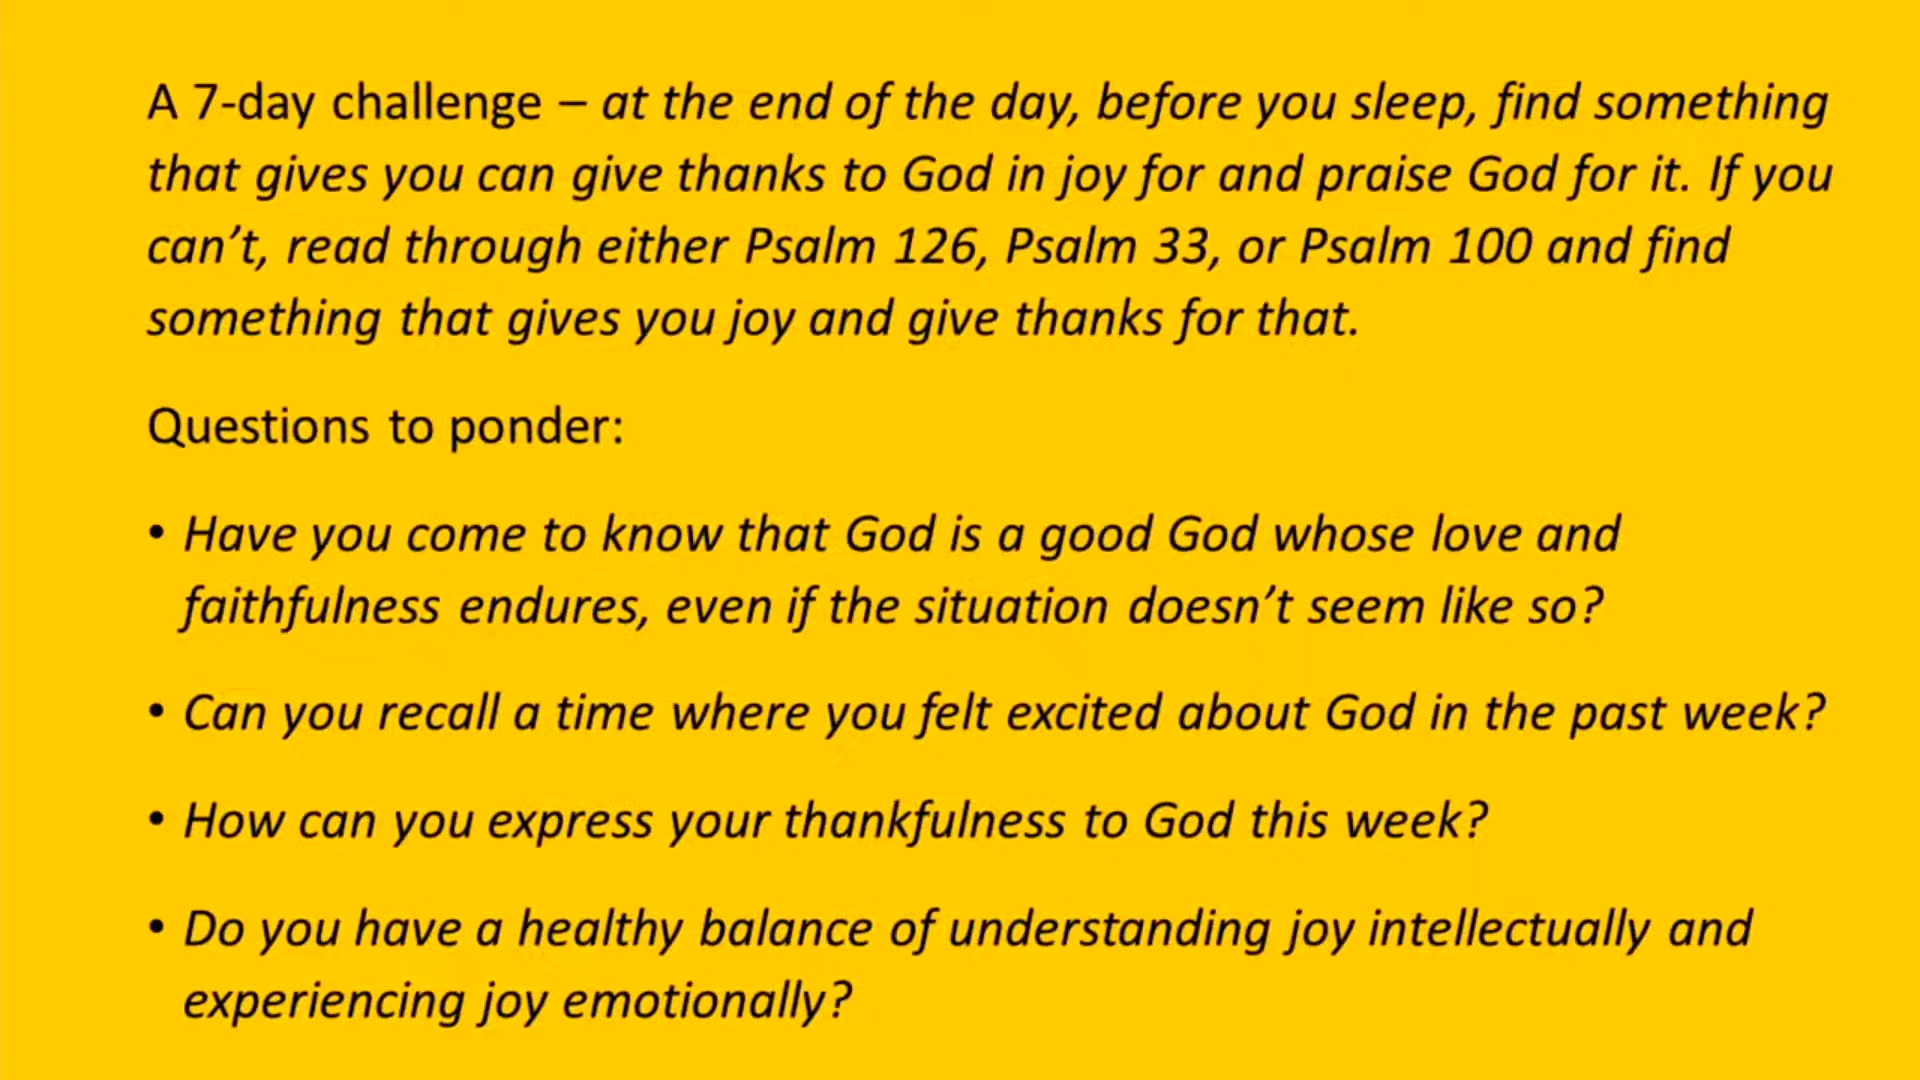 A 7-day challenge – at the end of the day, before you sleep, find something
that gives you can give thanks to God in joy for and praise God for it. If you
can’t, read through either Psalm 126, Psalm 33, or Psalm 100 and find
something that gives you joy and give thanks for that.
Questions to ponder:
• Have you come to know that God is a good God whose love and
faithfulness endures, even if the situation doesn’t seem like so?
• Can you recall a time where you felt excited about God in the past week?
• How can you express your thankfulness to God this week?
• Do you have a healthy balance of understanding joy intellectually and
experiencing joy emotionally?